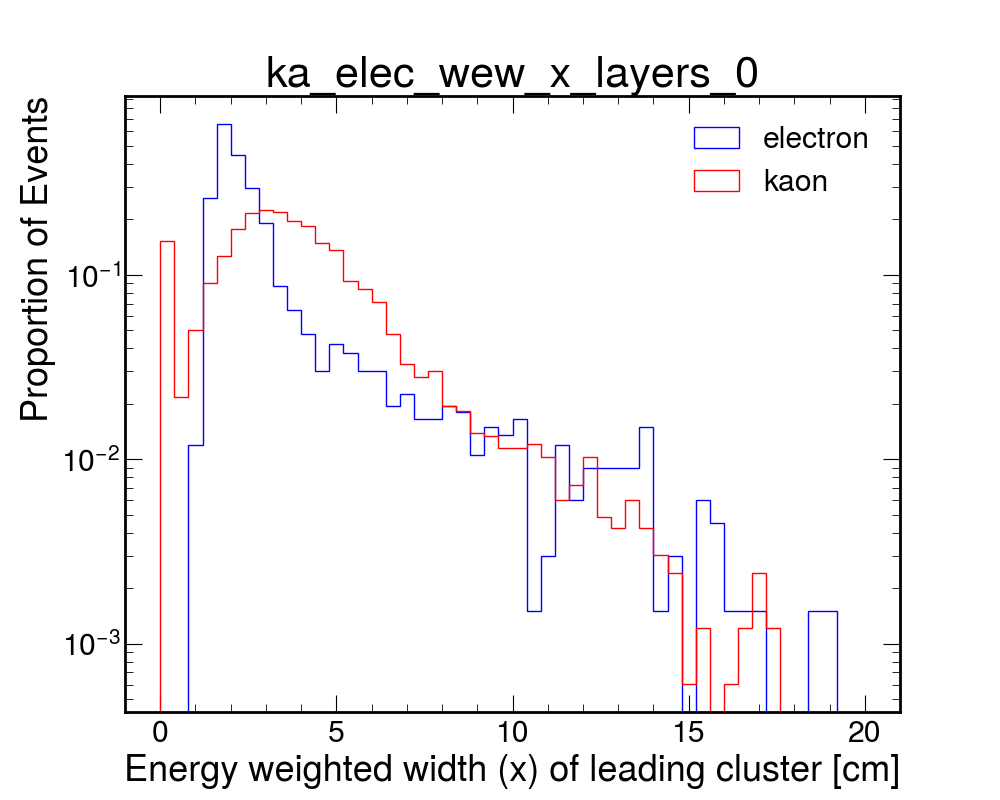 ka_elec_wew_x_layers_0
Proportion of Events
electron
kaon
10⁻¹
10⁻²
10⁻³
0 5 10 15 20
Energy weighted width (x) of leading cluster [cm]